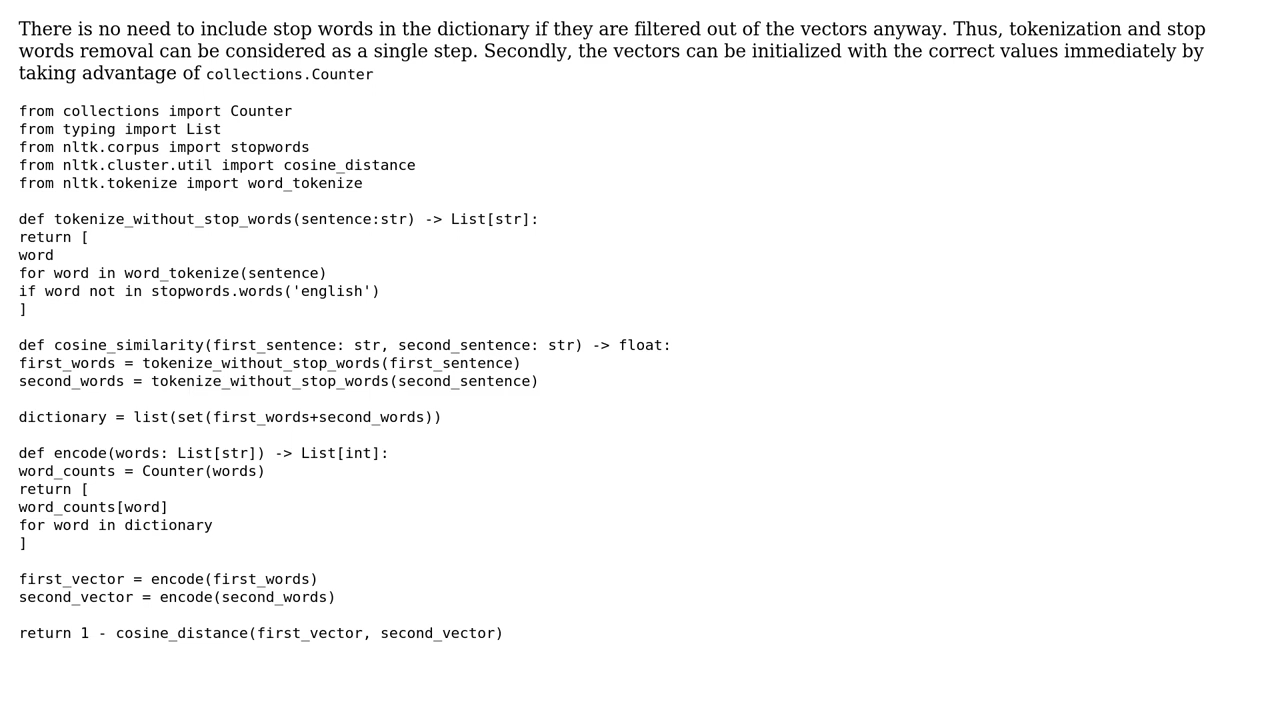 There is no need to include stop words in the dictionary if they are filtered out of the vectors anyway. Thus, tokenization and stop
words removal can be considered as a single step. Secondly, the vectors can be initialized with the correct values immediately by
taking advantage of collections.Counter
from collections import Counter
from typing import List
from nltk.corpus import stopwords
from nltk.cluster.util import cosine_distance
from nltk.tokenize import word_tokenize
def tokenize_without_stop_words(sentence:str) -> List[str]:
return [
word
for word in word_tokenize(sentence)
if word not in stopwords.words('english')
]
def cosine_similarity(first_sentence: str, second_sentence: str) -> float:
first_words = tokenize_without_stop_words(first_sentence)
second_words = tokenize_without_stop_words(second_sentence)
dictionary = list(set(first_words+second_words))
def encode(words: List[str]) -> List[int]:
word_counts = Counter(words)
return [
word_counts[word]
for word in dictionary
]
first_vector = encode(first_words)
second_vector = encode(second_words)
return 1 - cosine_distance(first_vector, second_vector)